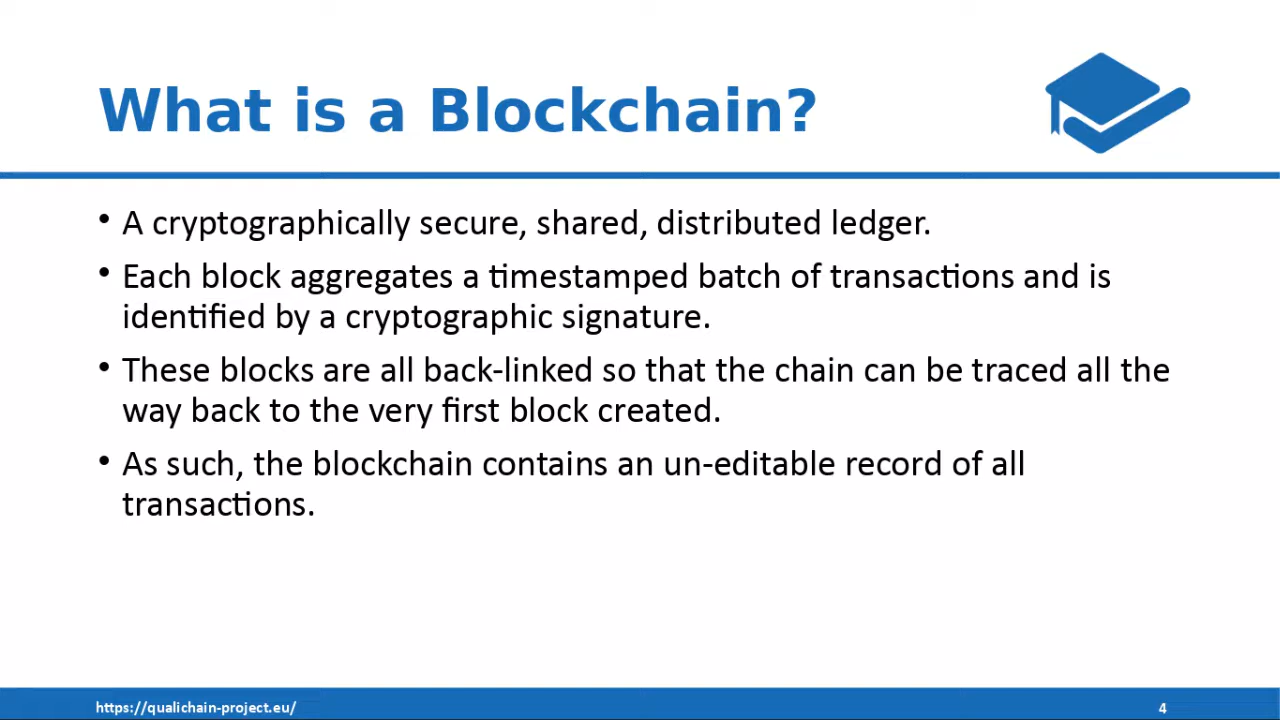 What is a Blockchain?
• A cryptographically secure, shared, distributed ledger.
• Each block aggregates a timestamped batch of transactions and is
identified by a cryptographic signature.
• These blocks are all back-linked so that the chain can be traced all the
way back to the very first block created.
• As such, the blockchain contains an un-editable record of all
transactions.
https://qualichain-project.eu/
4